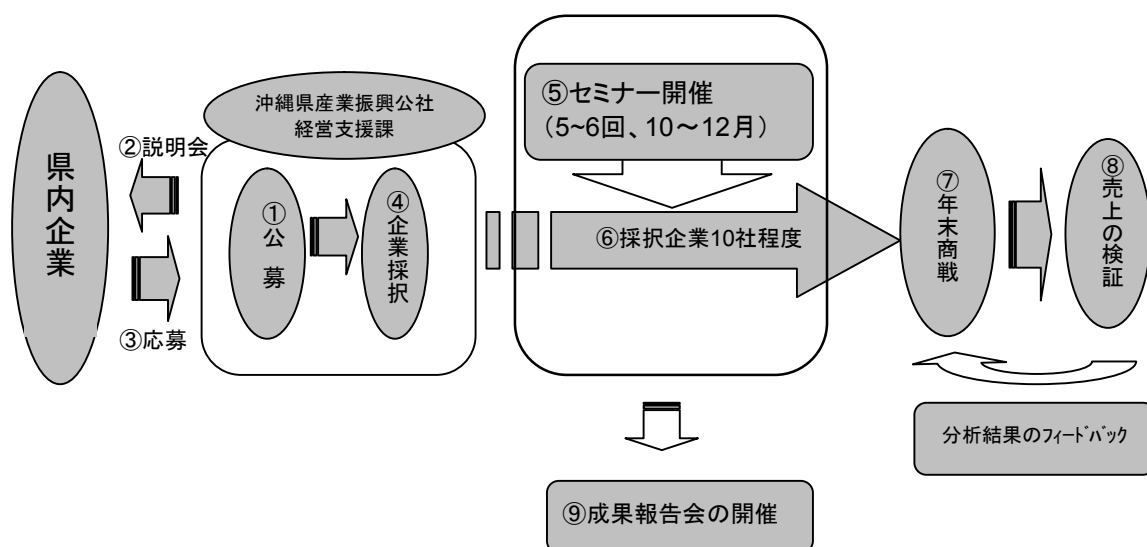 県内企業
②説明会
③応募
沖縄県産業振興公社
経営支援課
①公募
④企業採択
⑤セミナー開催
(5~6回、10～12月)
⑥採択企業10社程度
⑦年末商戦
⑧売上の検証
分析結果のﾌｨｰﾄﾞﾊﾞｯｸ
⑨成果報告会の開催